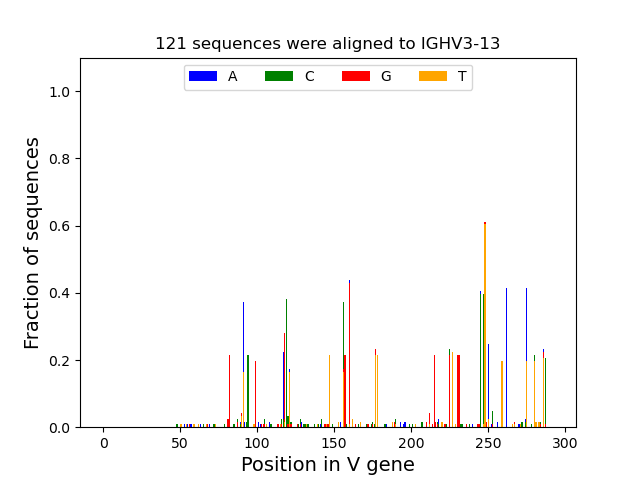 121 sequences were aligned to IGHV3-13
A C G T
1.0
0.8
0.6
0.4
0.2
0.0
Fraction of sequences
0 50 100 150 200 250 300
Position in V gene